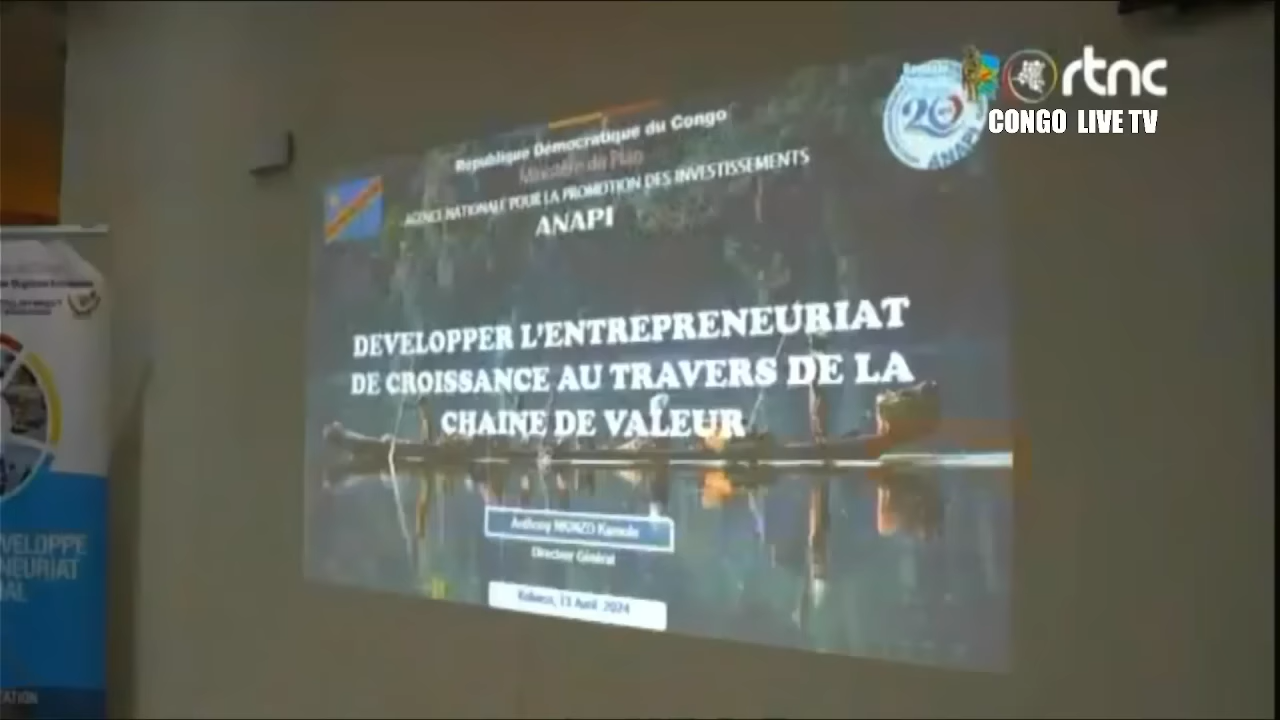 rtnc
CONGO LIVE TV
20
ANAPI
République Démocratique du Congo
Ministère du Plan
AGENCE NATIONALE POUR LA PROMOTION DES INVESTISSEMENTS
ANAPI
DEVELOPPER L'ENTREPRENEURIAT
DE CROISSANCE AU TRAVERS DE LA
CHAINE DE VALEUR
Anthony
Directeur Général
13 Avril 2024
VELOPPE
NEURIAT